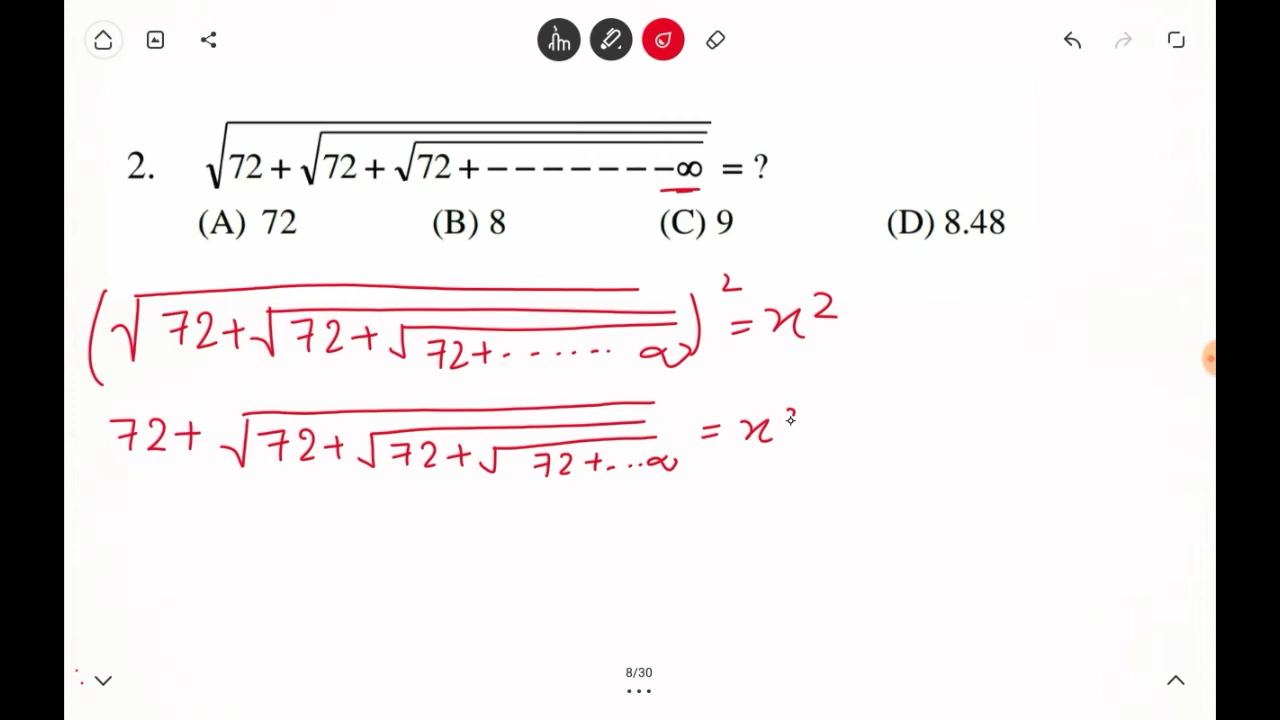 2. √72 + √72 + √72 + − − − − − − − ∞ = ?
(A) 72 (B) 8 (C) 9 (D) 8.48
(√72+√72+√72+...... ∞)² = x²
72+ √72+√72+√72+...∞ = x²
8/30